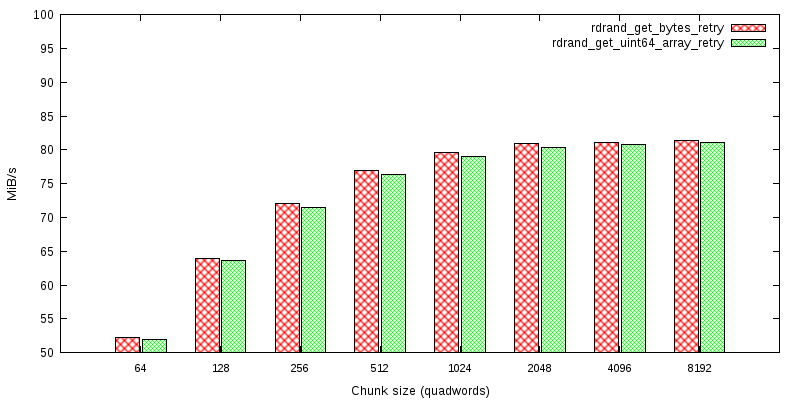 100
95
90
85
80
75
70
65
60
55
50
MiB/s
rdrand_get_bytes_retry
rdrand_get_uint64_array_retry
64 128 256 512 1024 2048 4096 8192
Chunk size (quadwords)